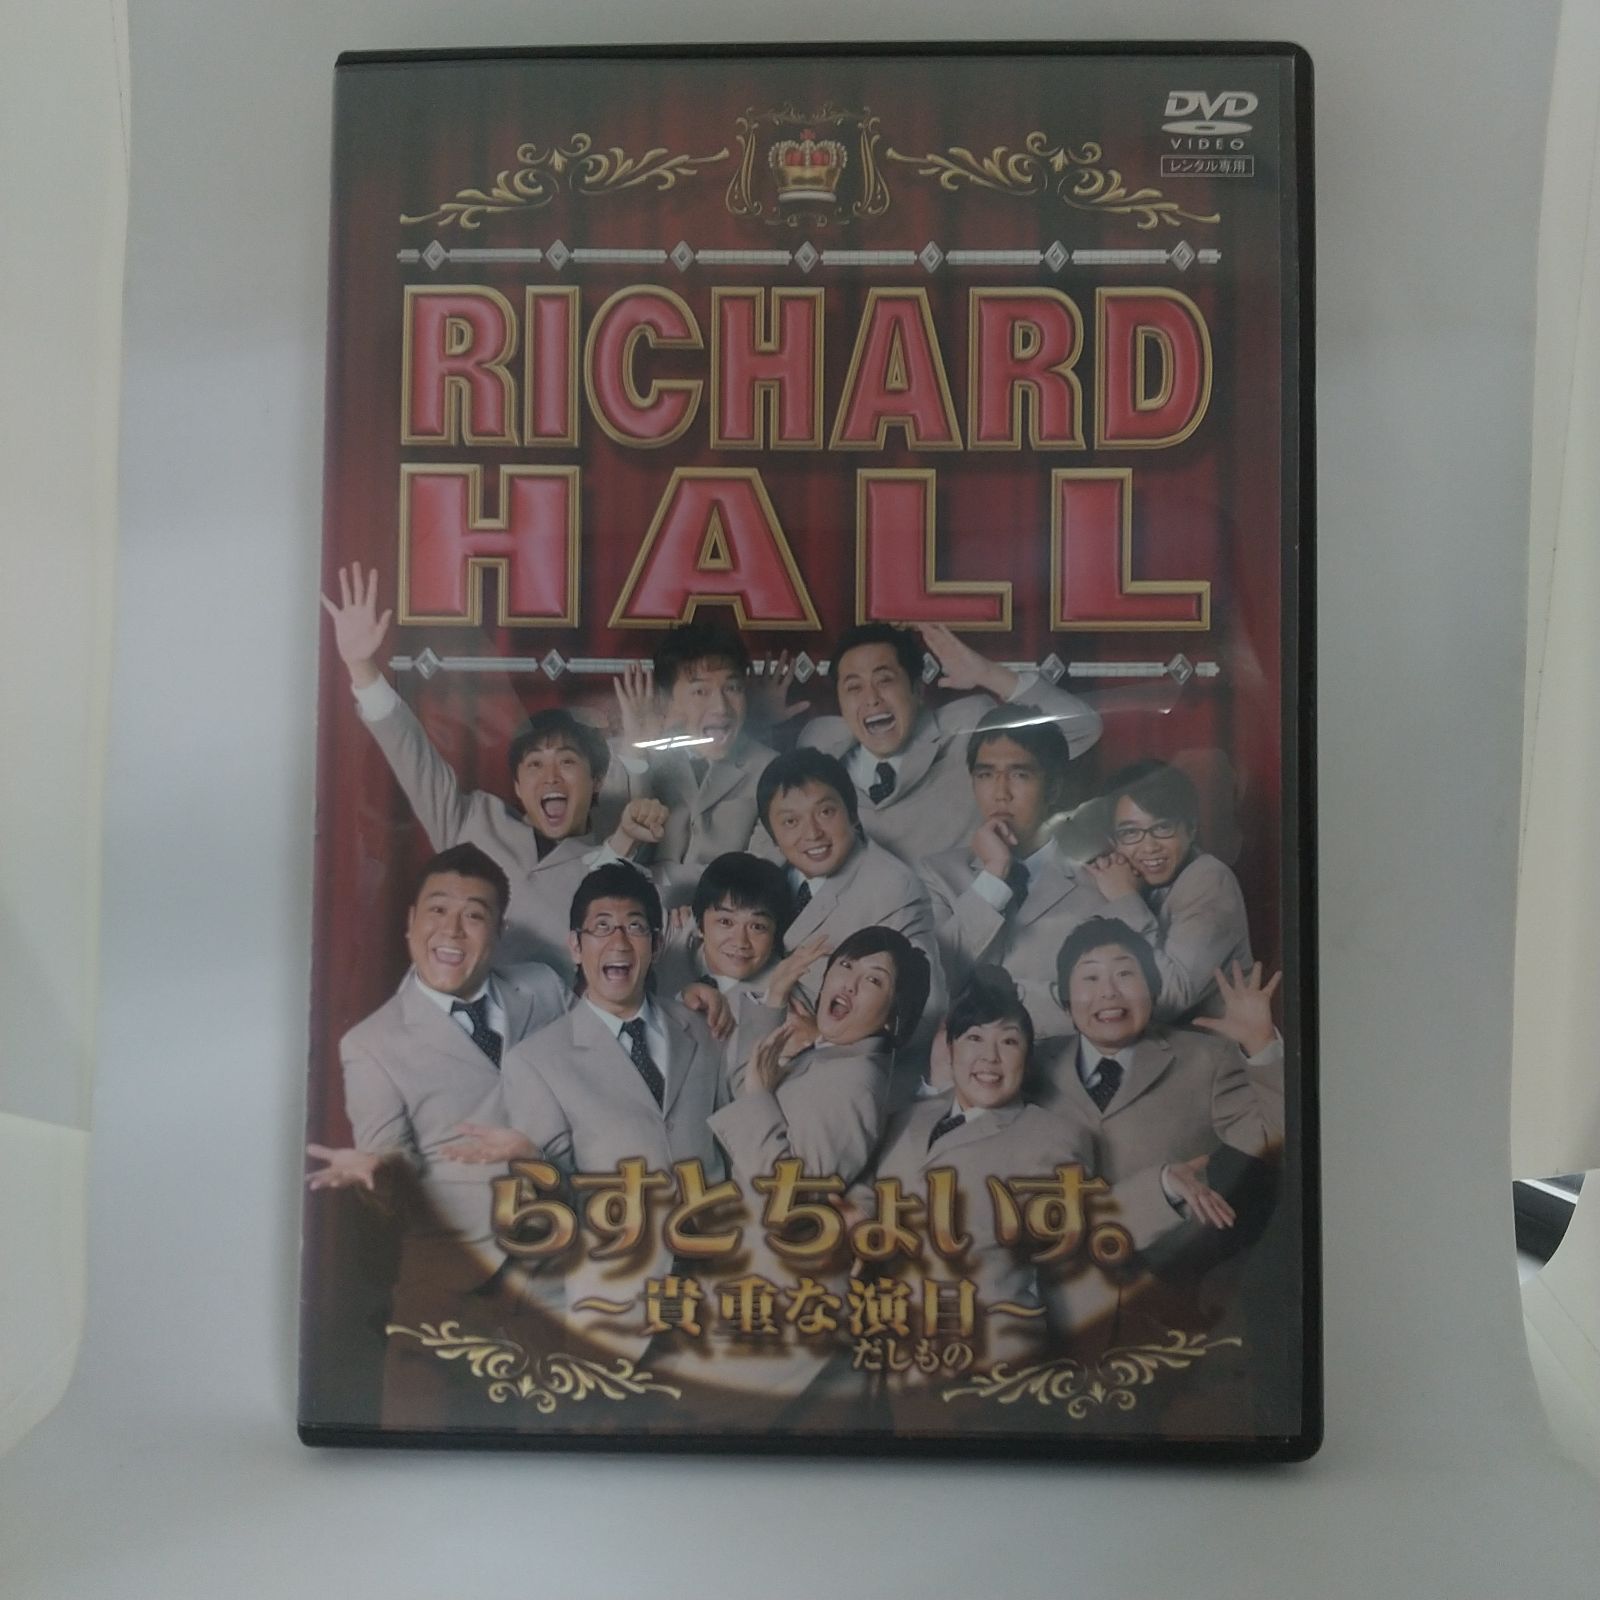 DVD
VIDEO
レンタル専用
RICHARD
HALL
らすとちょいす。
～貴重な演目～
だしもの